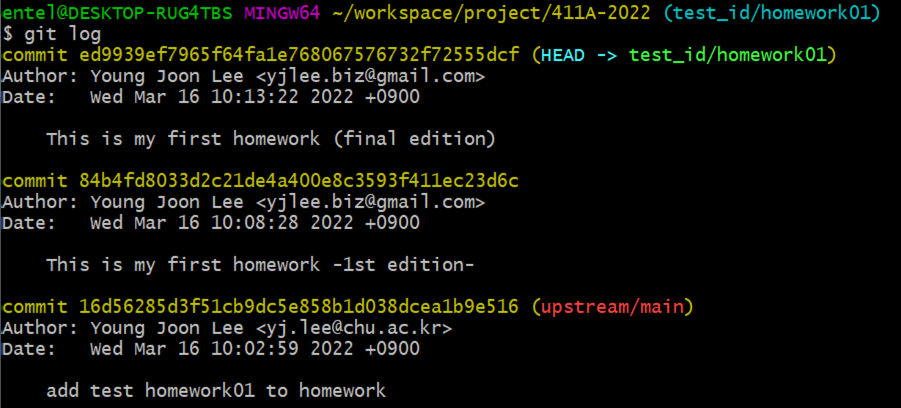 entel@DESKTOP-RUG4TBS MINGW64 ~/workspace/project/411A-2022 (test_id/homework01)
$ git log
commit ed9939ef7965f64fa1e768067576732f72555dcf (HEAD -> test_id/homework01)
Author: Young Joon Lee <yjlee.biz@gmail.com>
Date:   Wed Mar 16 10:13:22 2022 +0900
    This is my first homework (final edition)
commit 84b4fd8033d2c21de4a400e8c3593f411ec23d6c
Author: Young Joon Lee <yjlee.biz@gmail.com>
Date:   Wed Mar 16 10:08:28 2022 +0900
    This is my first homework -1st edition-
commit 16d56285d3f51cb9dc5e858b1d038dcea1b9e516 (upstream/main)
Author: Young Joon Lee <yj.lee@chu.ac.kr>
Date:   Wed Mar 16 10:02:59 2022 +0900
    add test homework01 to homework